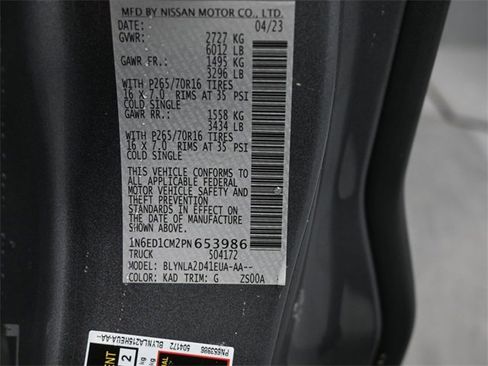 MFD BY NISSAN MOTOR CO., LTD.
DATE: 04/23
GVWR: 2727 KG
6012 LB
GAWR FR: 1495 KG
3296 LB
WITH P265/70R16 TIRES
16 X 7.0 RIMS AT 35 PSI
COLD SINGLE
GAWR RR: 1558 KG
3434 LB
WITH P265/70R16 TIRES
16 X 7.0 RIMS AT 35 PSI
COLD SINGLE
THIS VEHICLE CONFORMS TO
ALL APPLICABLE FEDERAL
MOTOR VEHICLE SAFETY AND
THEFT PREVENTION
STANDARDS IN EFFECT ON
THE DATE OF MANUFACTURE
SHOWN ABOVE.
1N6ED1CM2PN653986
TRUCK 504172
MODEL: BLYNLA2D41EUA-AA--
COLOR: KAD TRIM: G ZS00A
PN653986
504172